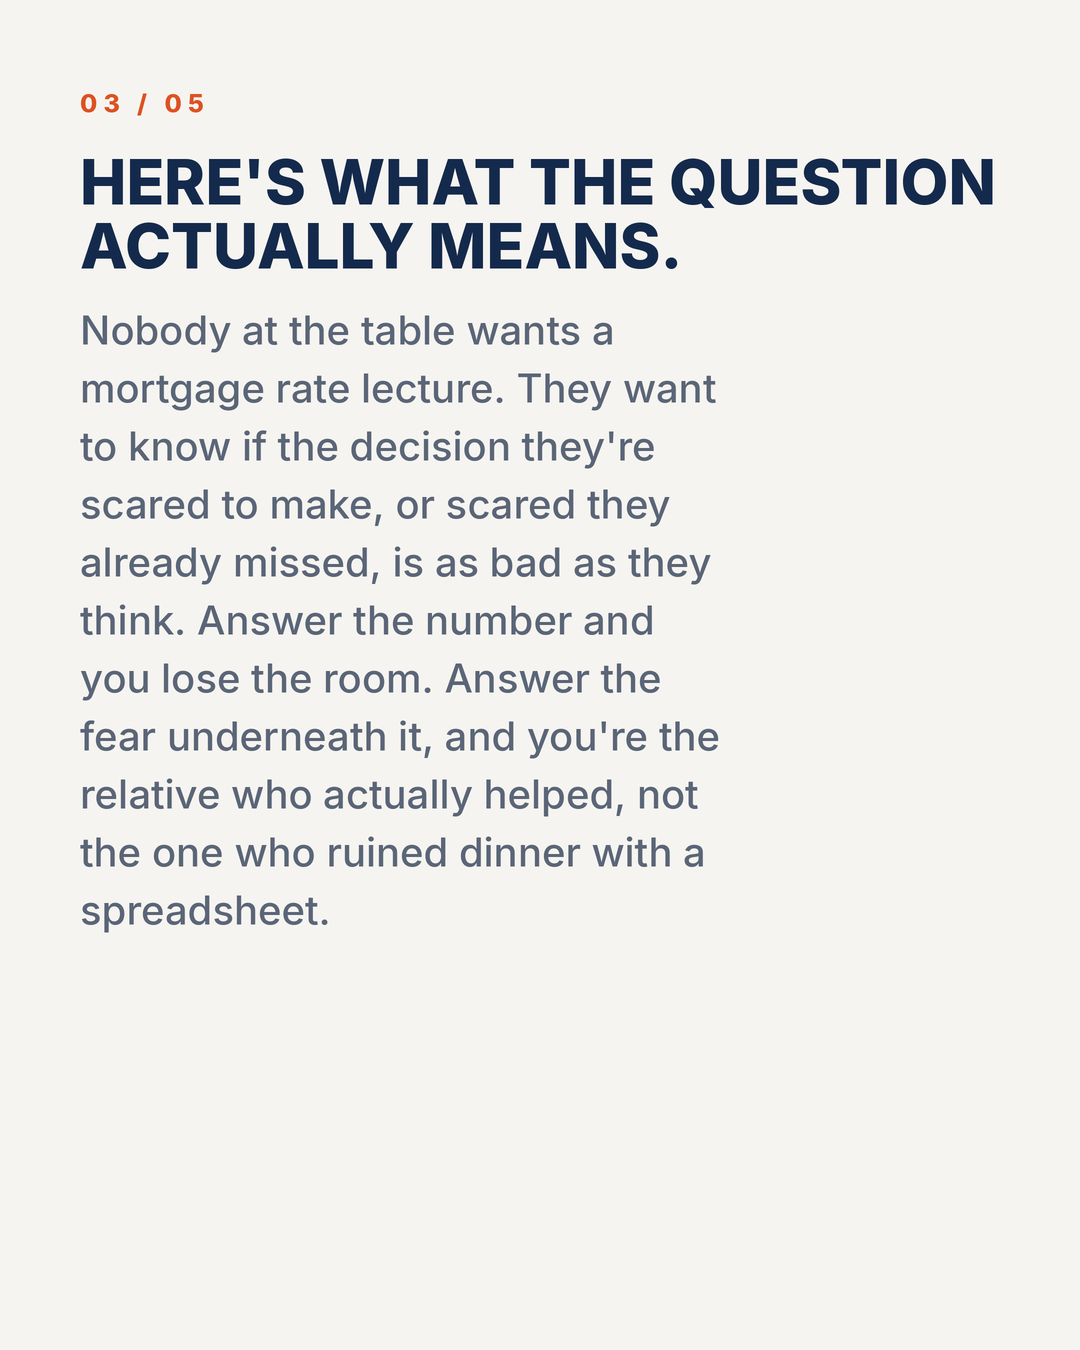 03 / 05
HERE'S WHAT THE QUESTION
ACTUALLY MEANS.
Nobody at the table wants a
mortgage rate lecture. They want
to know if the decision they're
scared to make, or scared they
already missed, is as bad as they
think. Answer the number and
you lose the room. Answer the
fear underneath it, and you're the
relative who actually helped, not
the one who ruined dinner with a
spreadsheet.